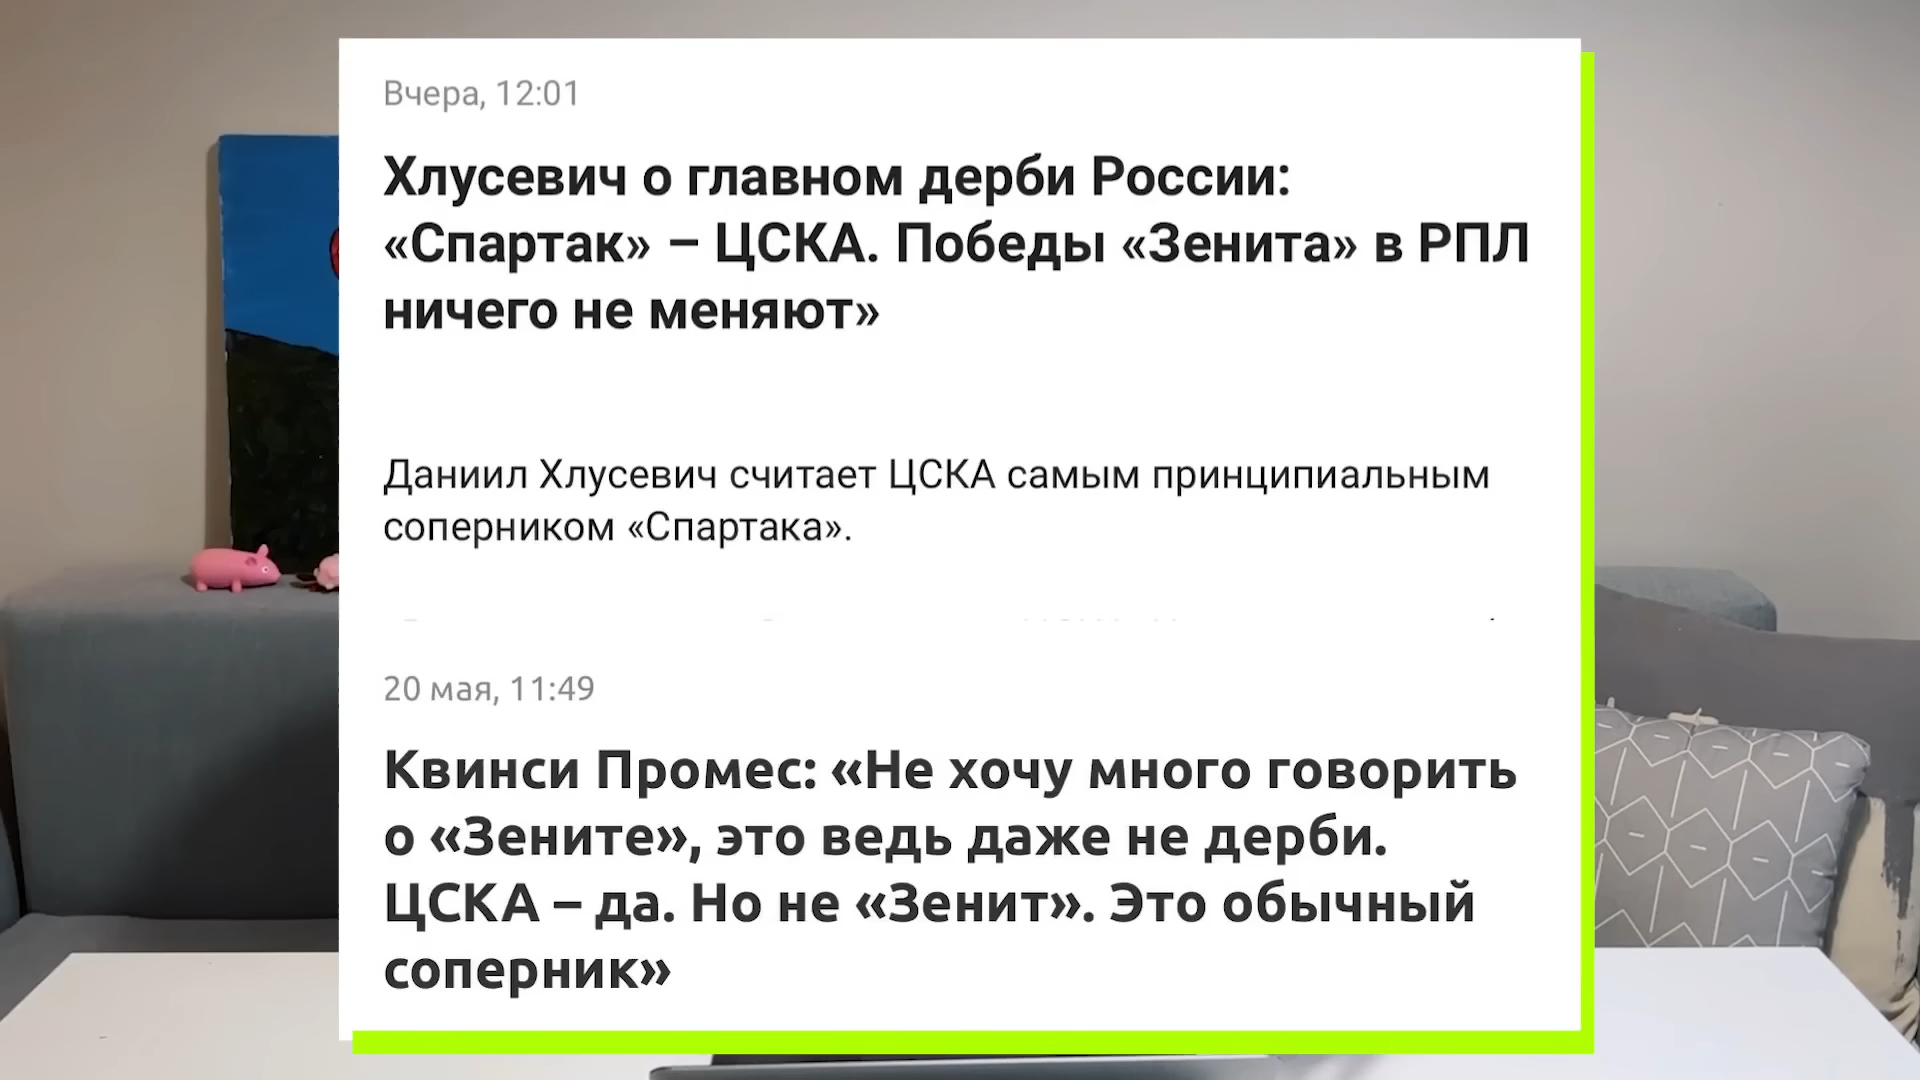 Вчера, 12:01
Хлусевич о главном дерби России:
«Спартак» – ЦСКА. Победы «Зенита» в РПЛ
ничего не меняют»
Даниил Хлусевич считает ЦСКА самым принципиальным
соперником «Спартака».
20 мая, 11:49
Квинси Промес: «Не хочу много говорить
о «Зените», это ведь даже не дерби.
ЦСКА – да. Но не «Зенит». Это обычный
соперник»